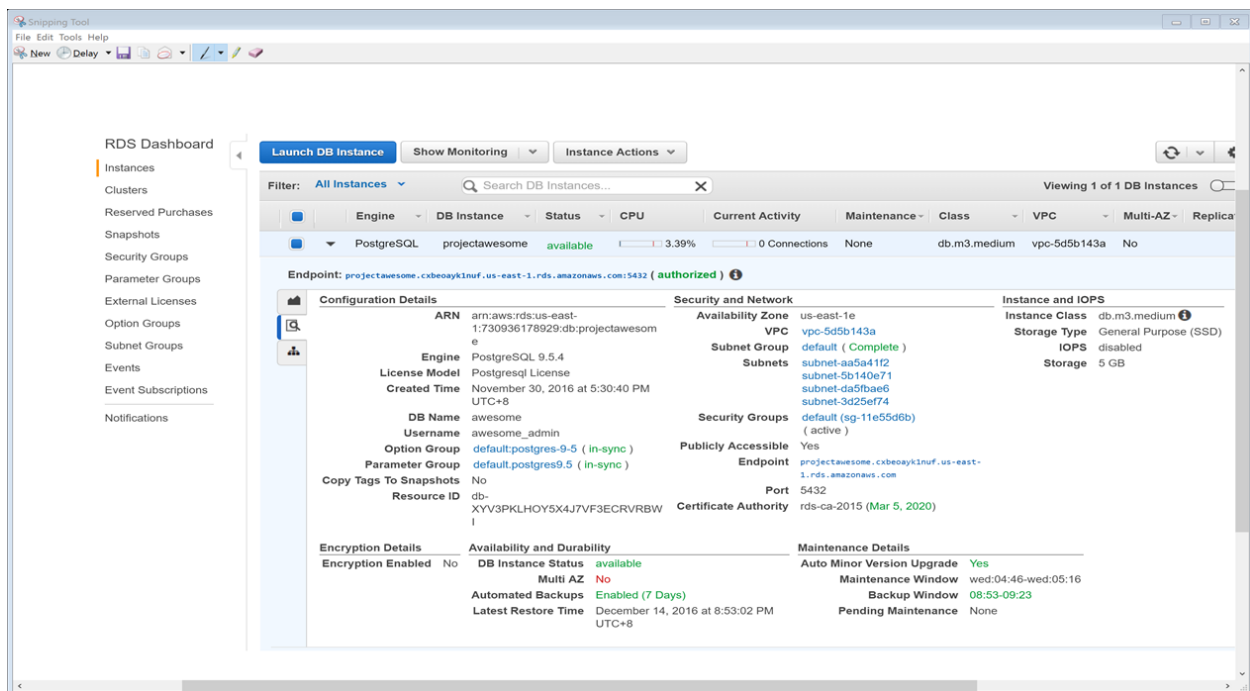 Snipping Tool
File Edit Tools Help
New Delay
RDS Dashboard
Instances
Clusters
Reserved Purchases
Snapshots
Security Groups
Parameter Groups
External Licenses
Option Groups
Subnet Groups
Events
Event Subscriptions
Notifications
Launch DB Instance Show Monitoring Instance Actions
Filter: All Instances Search DB Instances... Viewing 1 of 1 DB Instances
Engine DB Instance Status CPU Current Activity Maintenance Class VPC Multi-AZ Replica
PostgreSQL projectawesome available 3.39% 0 Connections None db.m3.medium vpc-5d5b143a No
Endpoint: projectawesome.cxbeoayk1nuf.us-east-1.rds.amazonaws.com:5432 ( authorized )
Configuration Details
ARN arn:aws:rds:us-east-
1:730936178929:db:projectawesom
e
Engine PostgreSQL 9.5.4
License Model Postgresql License
Created Time November 30, 2016 at 5:30:40 PM
UTC+8
DB Name awesome
Username awesome_admin
Option Group default:postgres-9-5 ( in-sync )
Parameter Group default.postgres9.5 ( in-sync )
Copy Tags To Snapshots No
Resource ID db-
XYV3PKLHOY5X4J7VF3ECRVRBW
I
Security and Network
Availability Zone us-east-1e
VPC vpc-5d5b143a
Subnet Group default ( Complete )
Subnets subnet-aa5a41f2
subnet-5b140e71
subnet-da5fbae6
subnet-3d25ef74
Security Groups default (sg-11e55d6b)
( active )
Publicly Accessible Yes
Endpoint projectawesome.cxbeoayk1nuf.us-east-
1.rds.amazonaws.com
Port 5432
Certificate Authority rds-ca-2015 (Mar 5, 2020)
Instance and IOPS
Instance Class db.m3.medium
Storage Type General Purpose (SSD)
IOPS disabled
Storage 5 GB
Encryption Details
Encryption Enabled No
Availability and Durability
DB Instance Status available
Multi AZ No
Automated Backups Enabled (7 Days)
Latest Restore Time December 14, 2016 at 8:53:02 PM
UTC+8
Maintenance Details
Auto Minor Version Upgrade Yes
Maintenance Window wed:04:46-wed:05:16
Backup Window 08:53-09:23
Pending Maintenance None